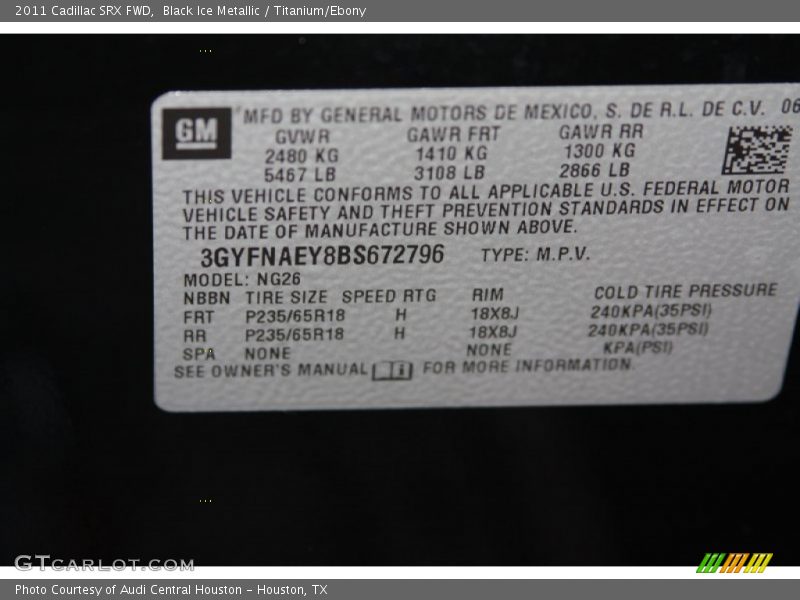 2011 Cadillac SRX FWD, Black Ice Metallic / Titanium/Ebony
GM
MFD BY GENERAL MOTORS DE MEXICO, S. DE R.L. DE C.V. 06
GVWR GAWR FRT GAWR RR
2480 KG 1410 KG 1300 KG
5467 LB 3108 LB 2866 LB
THIS VEHICLE CONFORMS TO ALL APPLICABLE U.S. FEDERAL MOTOR
VEHICLE SAFETY AND THEFT PREVENTION STANDARDS IN EFFECT ON
THE DATE OF MANUFACTURE SHOWN ABOVE.
3GYFNAEY8BS672796 TYPE: M.P.V.
MODEL: NG26
NBBN TIRE SIZE SPEED RTG RIM COLD TIRE PRESSURE
FRT P235/65R18 H 18X8J 240KPA(35PSI)
RR P235/65R18 H 18X8J 240KPA(35PSI)
SPA NONE NONE KPA(PSI)
SEE OWNER'S MANUAL i FOR MORE INFORMATION.
GTcarlot.com
Photo Courtesy of Audi Central Houston – Houston, TX